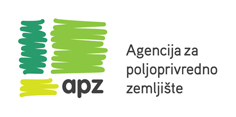 apz
Agencija za
poljoprivredno
zemljište